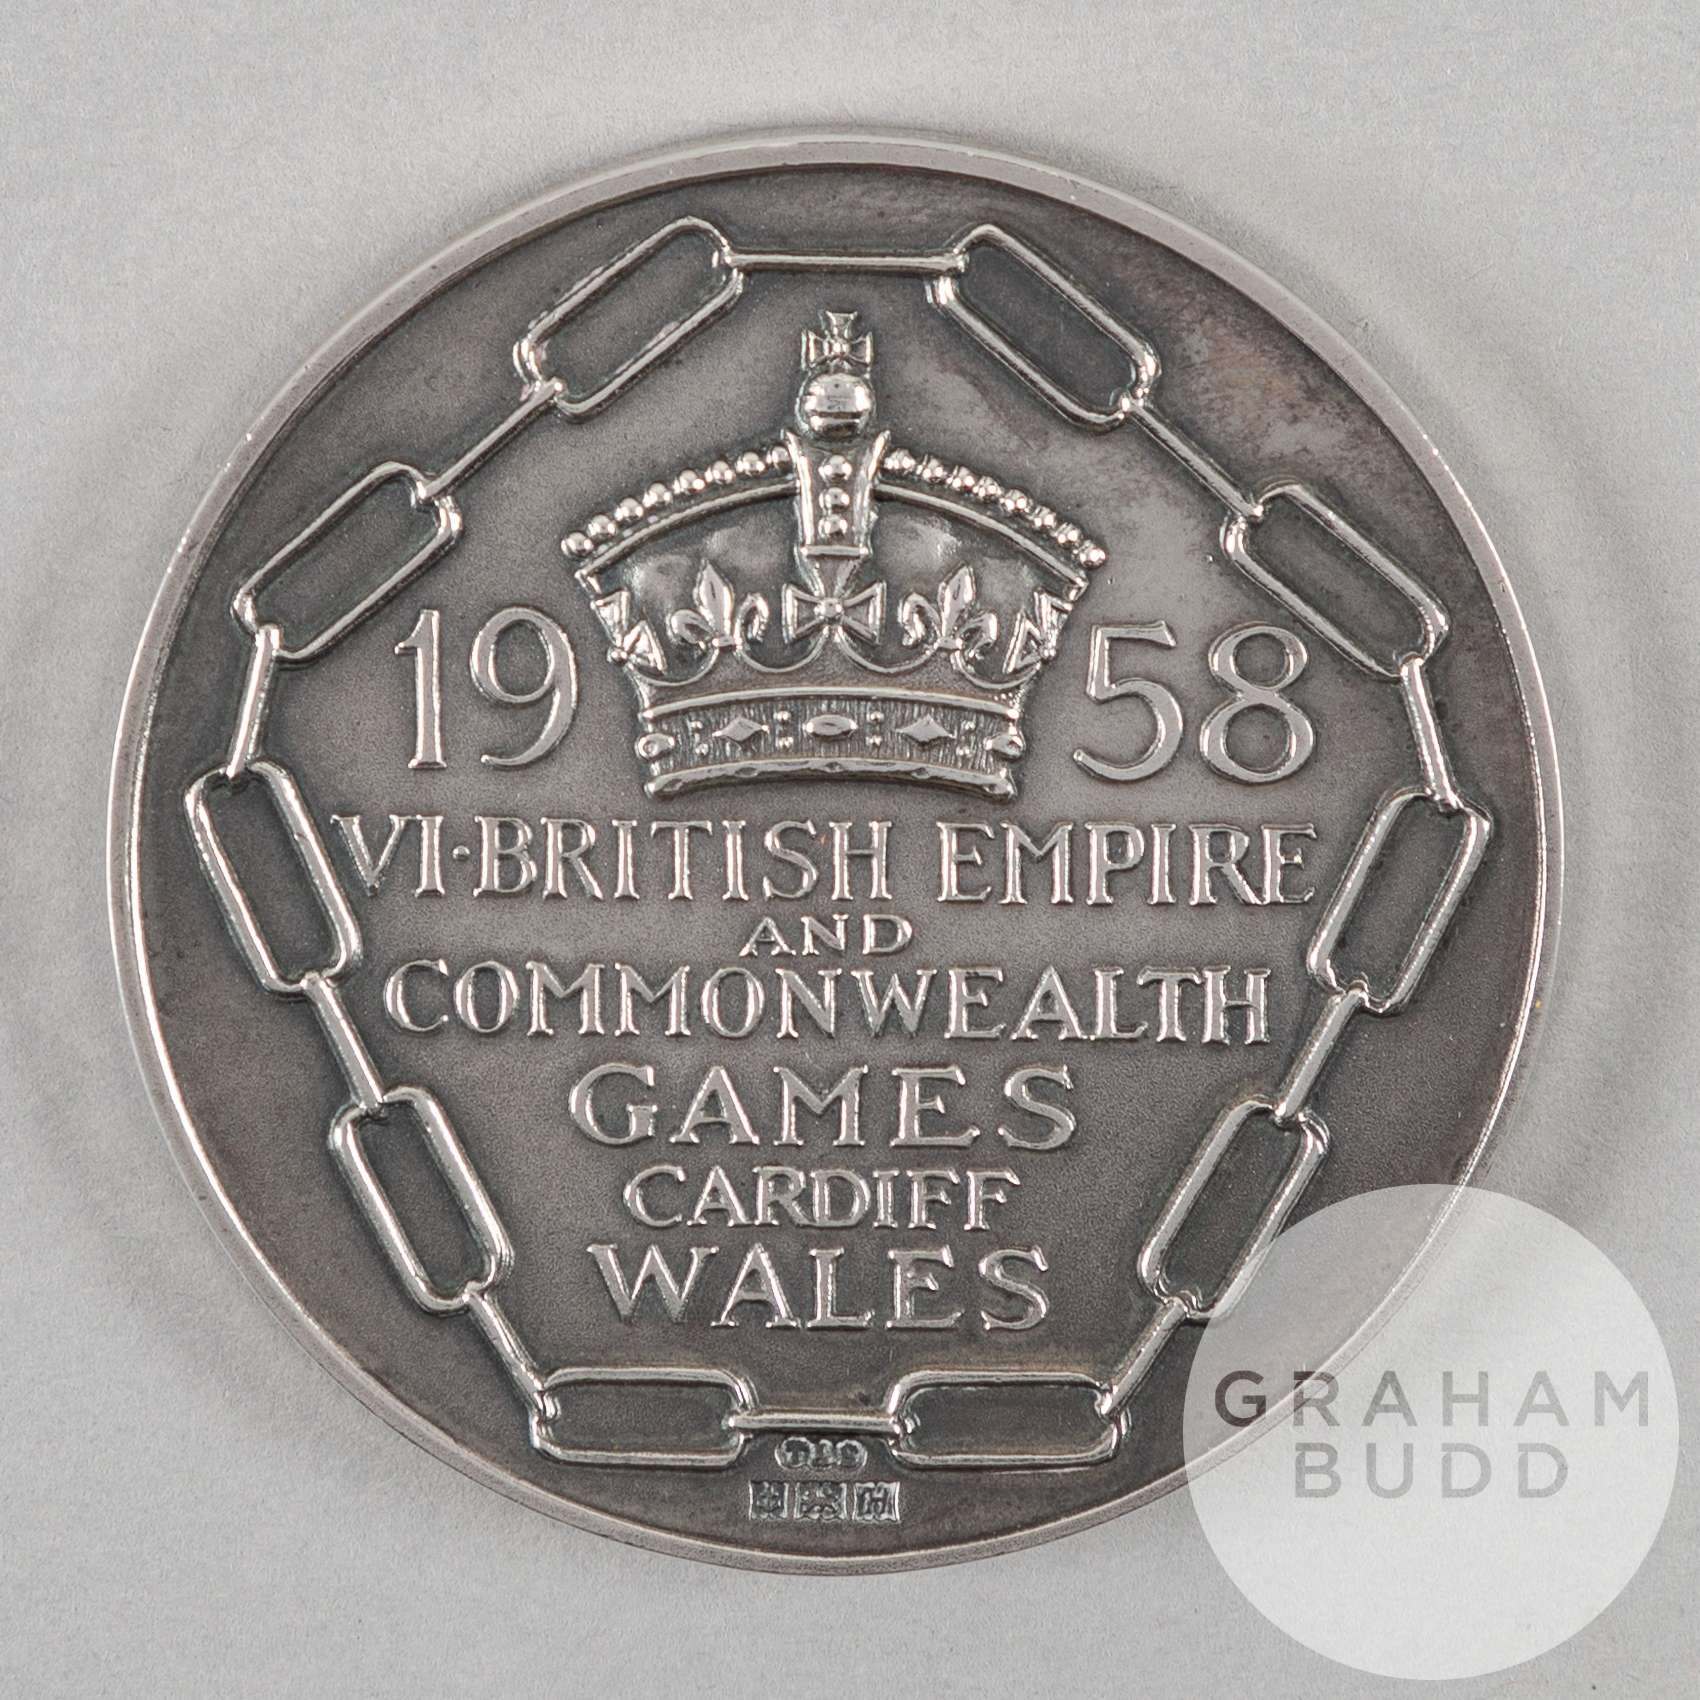 1958
VI·BRITISH EMPIRE
AND
COMMONWEALTH
GAMES
CARDIFF
WALES
GRAHAM
BUDD